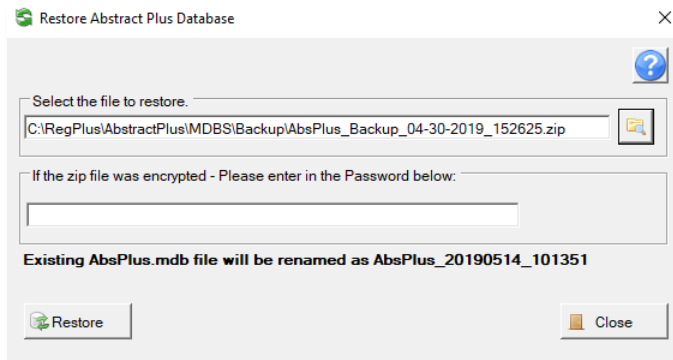 Restore Abstract Plus Database
Select the file to restore.
C:\RegPlus\AbstractPlus\MDBS\Backup\AbsPlus_Backup_04-30-2019_152625.zip
If the zip file was encrypted - Please enter in the Password below:
Existing AbsPlus.mdb file will be renamed as AbsPlus_20190514_101351
Restore
Close